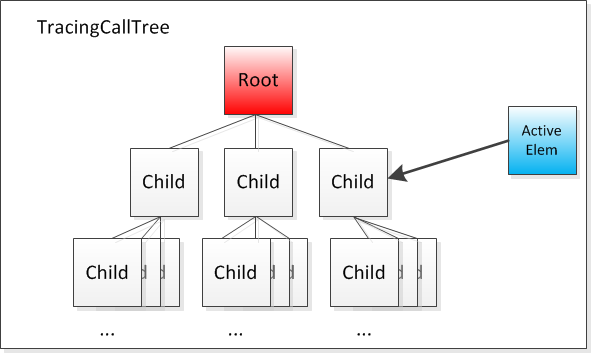 TracingCallTree
Root
Active
Elem
Child Child Child
Child d d Child d d Child d d
... ... ...